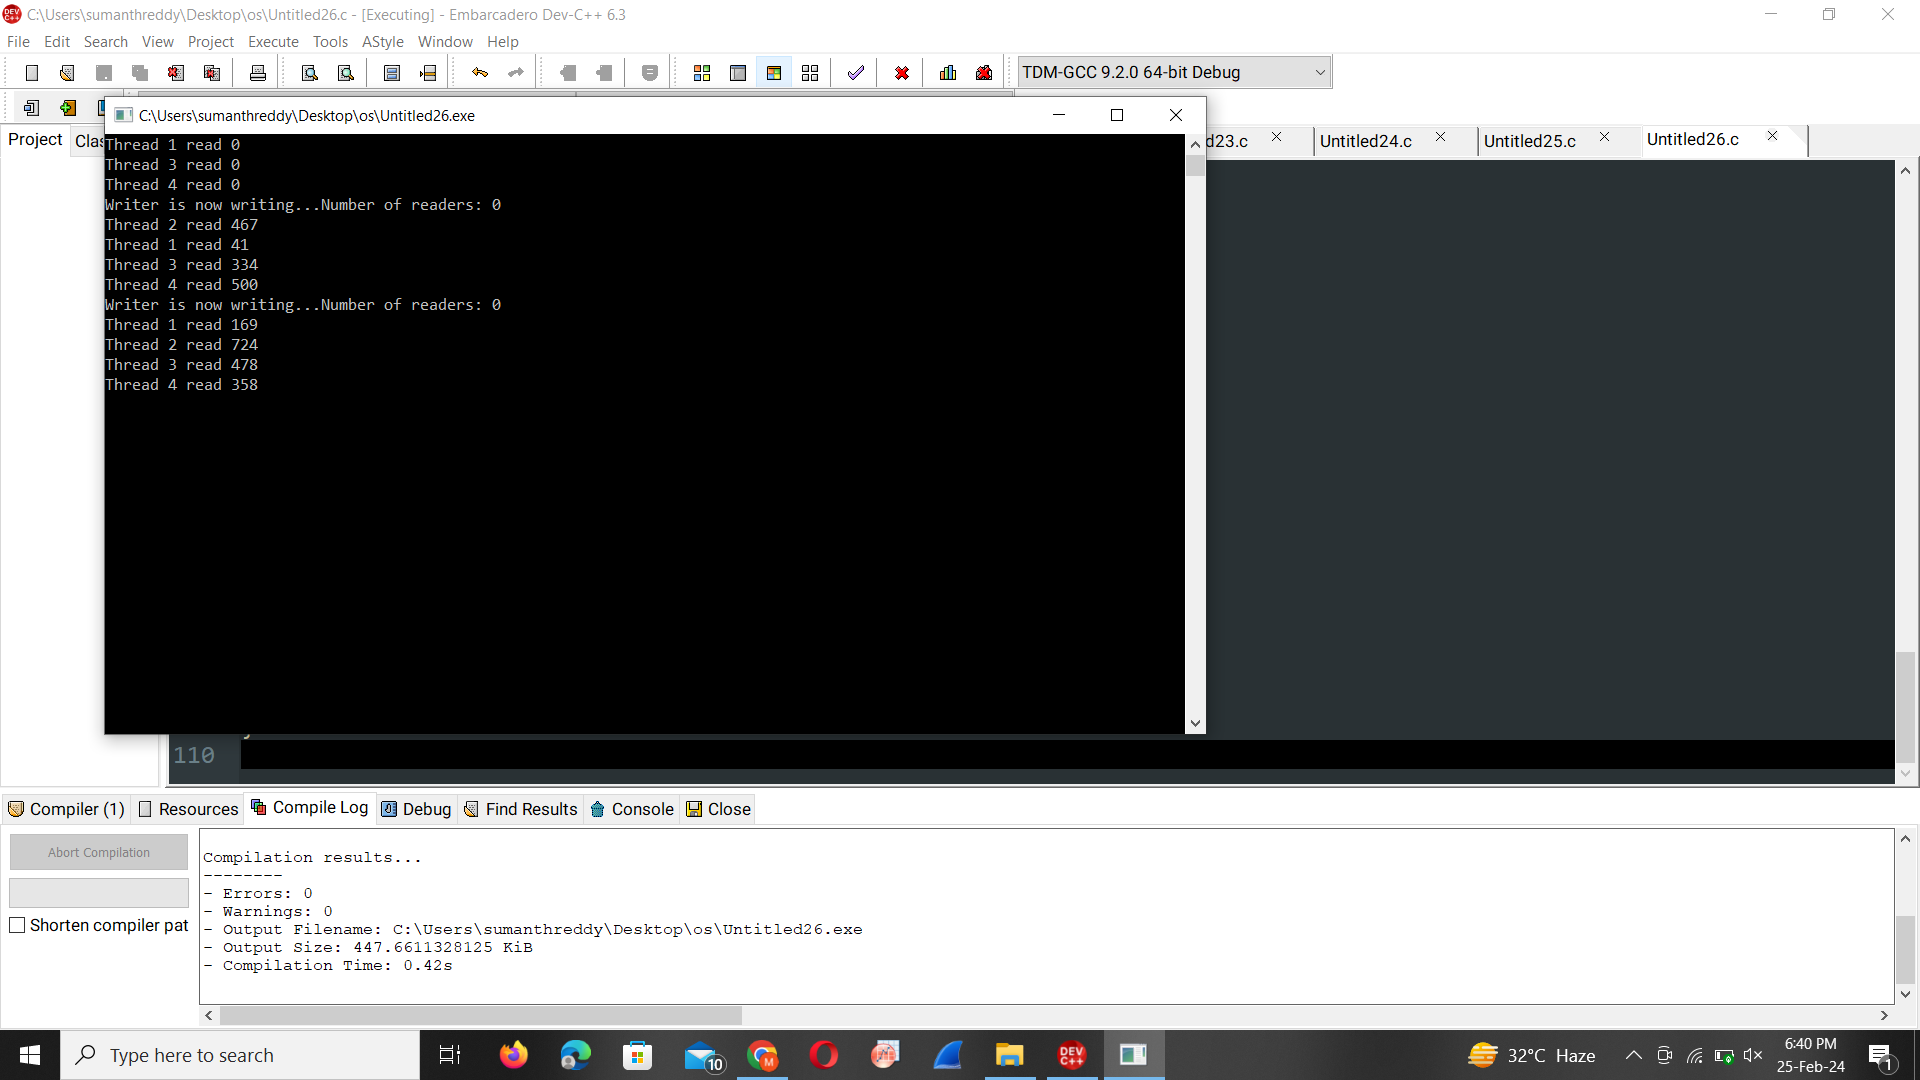 C:\Users\sumanthreddy\Desktop\os\Untitled26.c - [Executing] - Embarcadero Dev-C++ 6.3
File Edit Search View Project Execute Tools AStyle Window Help
TDM-GCC 9.2.0 64-bit Debug
C:\Users\sumanthreddy\Desktop\os\Untitled26.exe
Project Clas d23.c Untitled24.c Untitled25.c Untitled26.c
Thread 1 read 0
Thread 3 read 0
Thread 4 read 0
Writer is now writing...Number of readers: 0
Thread 2 read 467
Thread 1 read 41
Thread 3 read 334
Thread 4 read 500
Writer is now writing...Number of readers: 0
Thread 1 read 169
Thread 2 read 724
Thread 3 read 478
Thread 4 read 358
110
Compiler (1) Resources Compile Log Debug Find Results Console Close
Abort Compilation
Shorten compiler pat
Compilation results...
--------
- Errors: 0
- Warnings: 0
- Output Filename: C:\Users\sumanthreddy\Desktop\os\Untitled26.exe
- Output Size: 447.6611328125 KiB
- Compilation Time: 0.42s
Type here to search
10
DEV C++
32°C Haze
6:40 PM
25-Feb-24
1